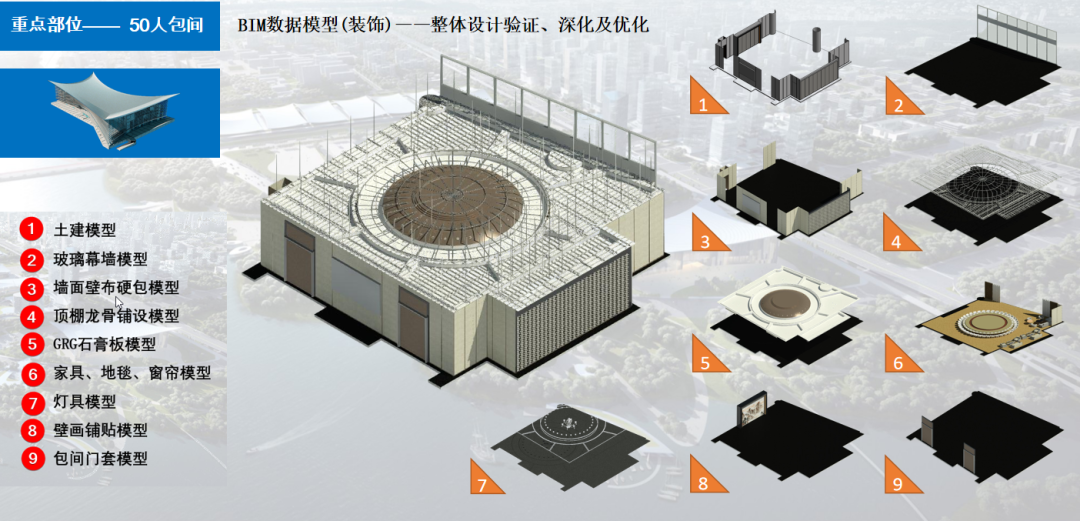 重点部位—— 50人包间
BIM数据模型(装饰)——整体设计验证、深化及优化
1 土建模型
2 玻璃幕墙模型
3 墙面壁布硬包模型
4 顶棚龙骨铺设模型
5 GRG石膏板模型
6 家具、地毯、窗帘模型
7 灯具模型
8 壁画铺贴模型
9 包间门套模型
1
2
3
4
5
6
7
8
9